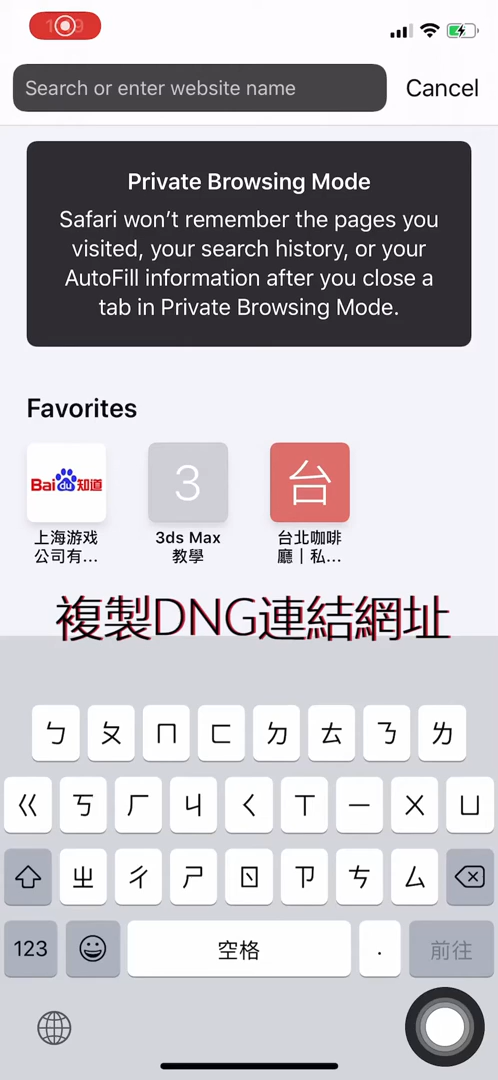 Search or enter website name
Cancel
Private Browsing Mode
Safari won't remember the pages you
visited, your search history, or your
AutoFill information after you close a
tab in Private Browsing Mode.
Favorites
Bai du 知道
3
台
上海游戏
公司有...
3ds Max
教學
台北咖啡
廳｜私...
複製DNG連結網址
ㄅ ㄆ ㄇ ㄈ ㄉ ㄊ ㄋ ㄌ
ㄍ ㄎ ㄏ ㄐ ㄑ ㄒ ㄧ ㄨ ㄩ
ㄓ ㄔ ㄕ ㄖ ㄗ ㄘ ㄙ
123
空格
.
前往